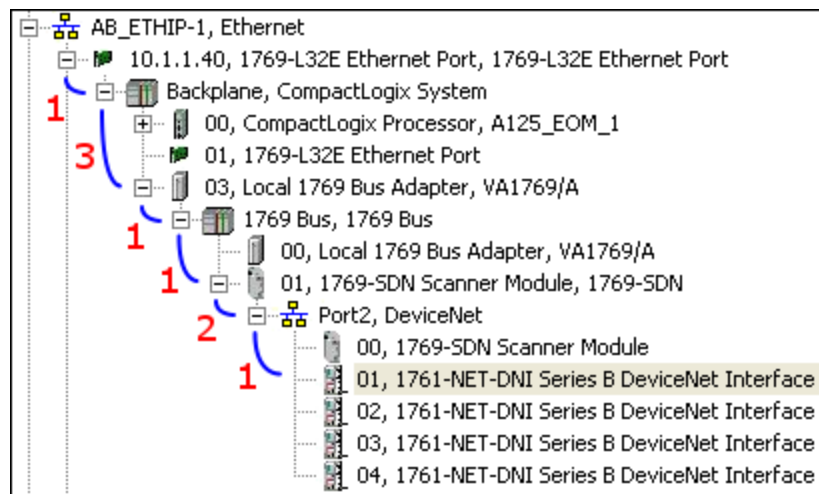 AB_ETHIP-1, Ethernet
10.1.1.40, 1769-L32E Ethernet Port, 1769-L32E Ethernet Port
1 Backplane, CompactLogix System
00, CompactLogix Processor, A125_EOM_1
3 01, 1769-L32E Ethernet Port
03, Local 1769 Bus Adapter, VA1769/A
1 1769 Bus, 1769 Bus
00, Local 1769 Bus Adapter, VA1769/A
1 01, 1769-SDN Scanner Module, 1769-SDN
2 Port2, DeviceNet
00, 1769-SDN Scanner Module
1 01, 1761-NET-DNI Series B DeviceNet Interface
02, 1761-NET-DNI Series B DeviceNet Interface
03, 1761-NET-DNI Series B DeviceNet Interface
04, 1761-NET-DNI Series B DeviceNet Interface